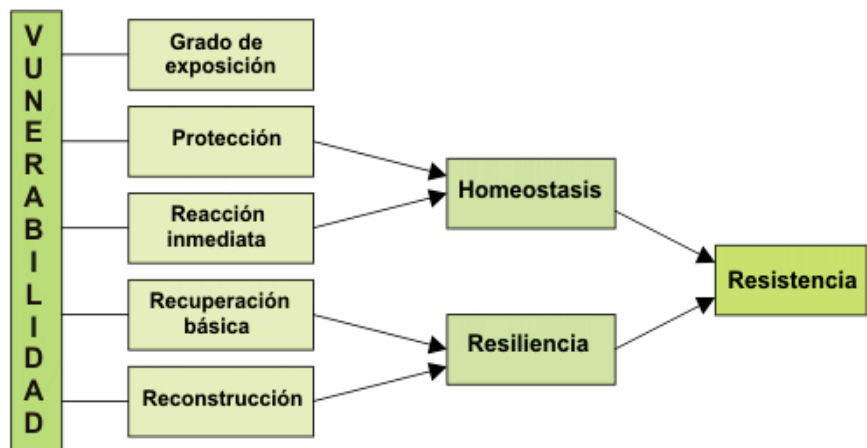 VUNERABILIDAD
Grado de
exposición
Protección
Reacción
inmediata
Recuperación
básica
Reconstrucción
Homeostasis
Resiliencia
Resistencia